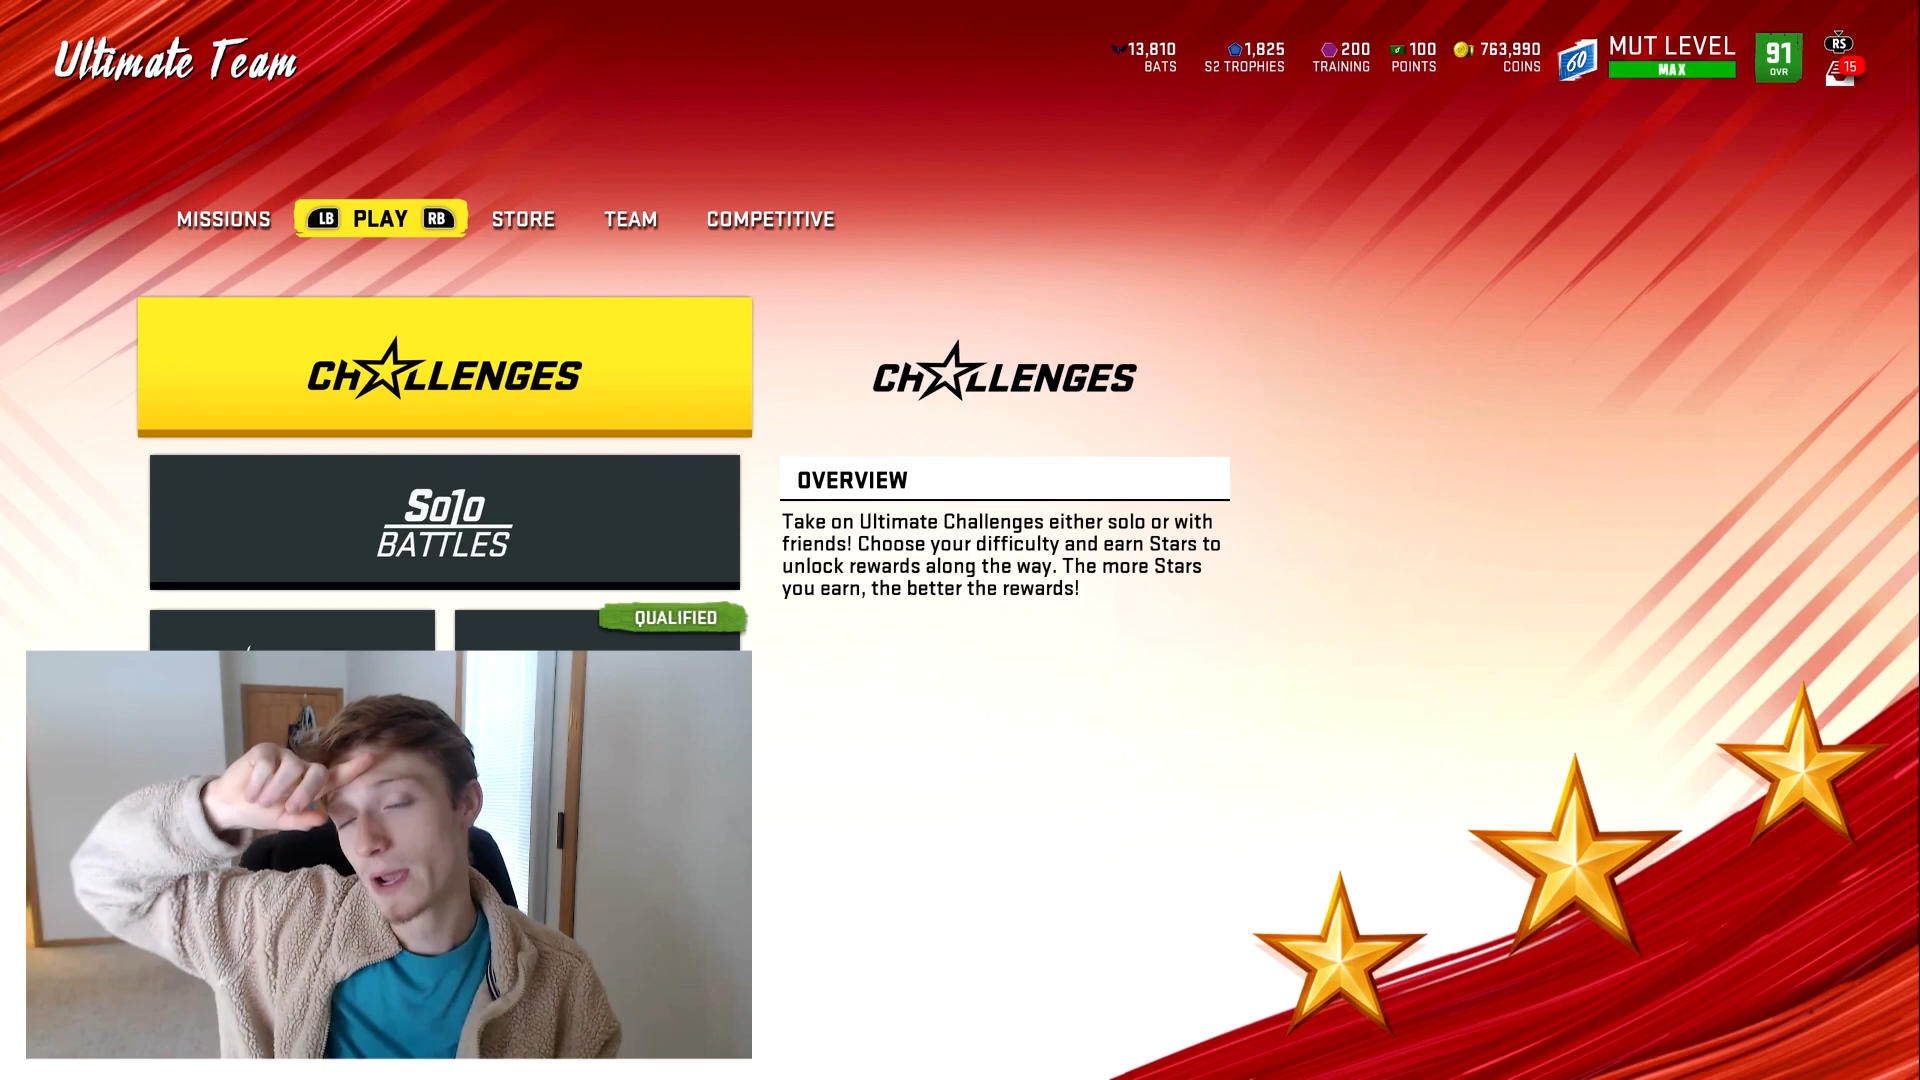 Ultimate Team
13,810
BATS
1,825
S2 TROPHIES
200
TRAINING
100
POINTS
763,990
COINS
60
MUT LEVEL
MAX
91
OVR
RS
15
MISSIONS
LB PLAY RB
STORE
TEAM
COMPETITIVE
CHALLENGES
Solo
BATTLES
QUALIFIED
CHALLENGES
OVERVIEW
Take on Ultimate Challenges either solo or with
friends! Choose your difficulty and earn Stars to
unlock rewards along the way. The more Stars
you earn, the better the rewards!